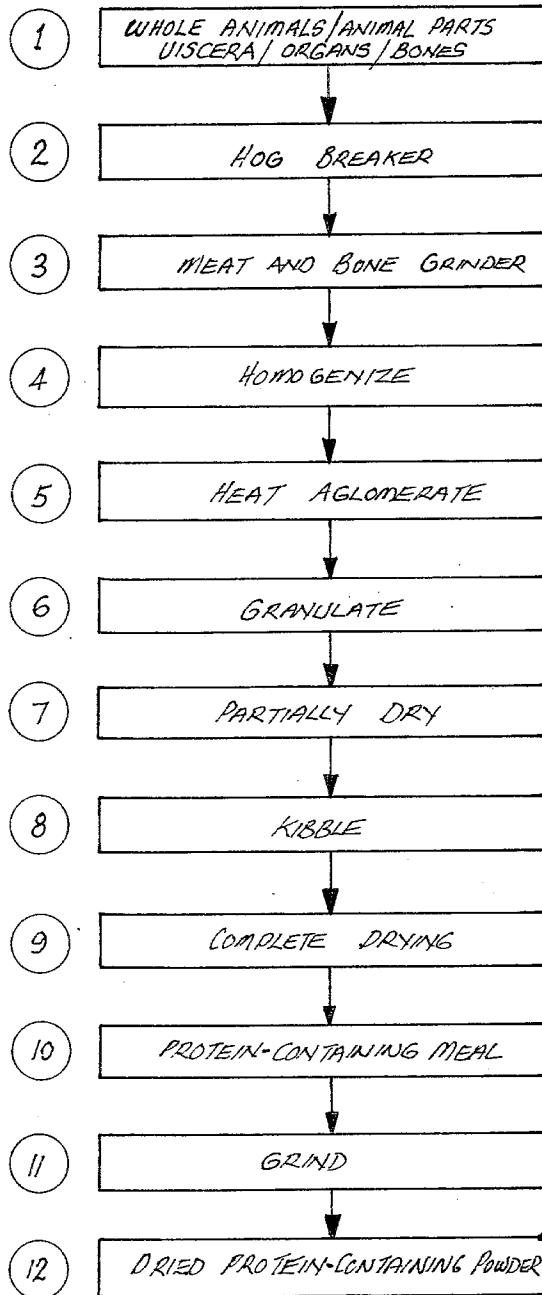 1 WHOLE ANIMALS/ANIMAL PARTS
VISCERA/ORGANS/BONES
2 HOG BREAKER
3 MEAT AND BONE GRINDER
4 HOMOGENIZE
5 HEAT AGLOMERATE
6 GRANULATE
7 PARTIALLY DRY
8 KIBBLE
9 COMPLETE DRYING
10 PROTEIN-CONTAINING MEAL
11 GRIND
12 DRIED PROTEIN-CONTAINING POWDER